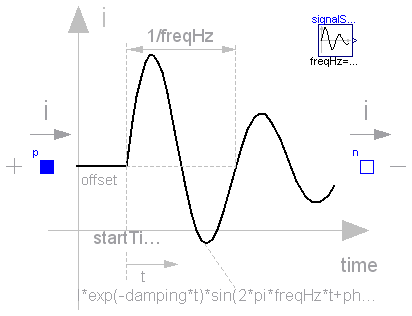 i
signalS...
1/freqHz
freqHz=...
i
i
p
n
+
−
offset
startTi...
time
t
*exp(-damping*t)*sin(2*pi*freqHz*t+ph...